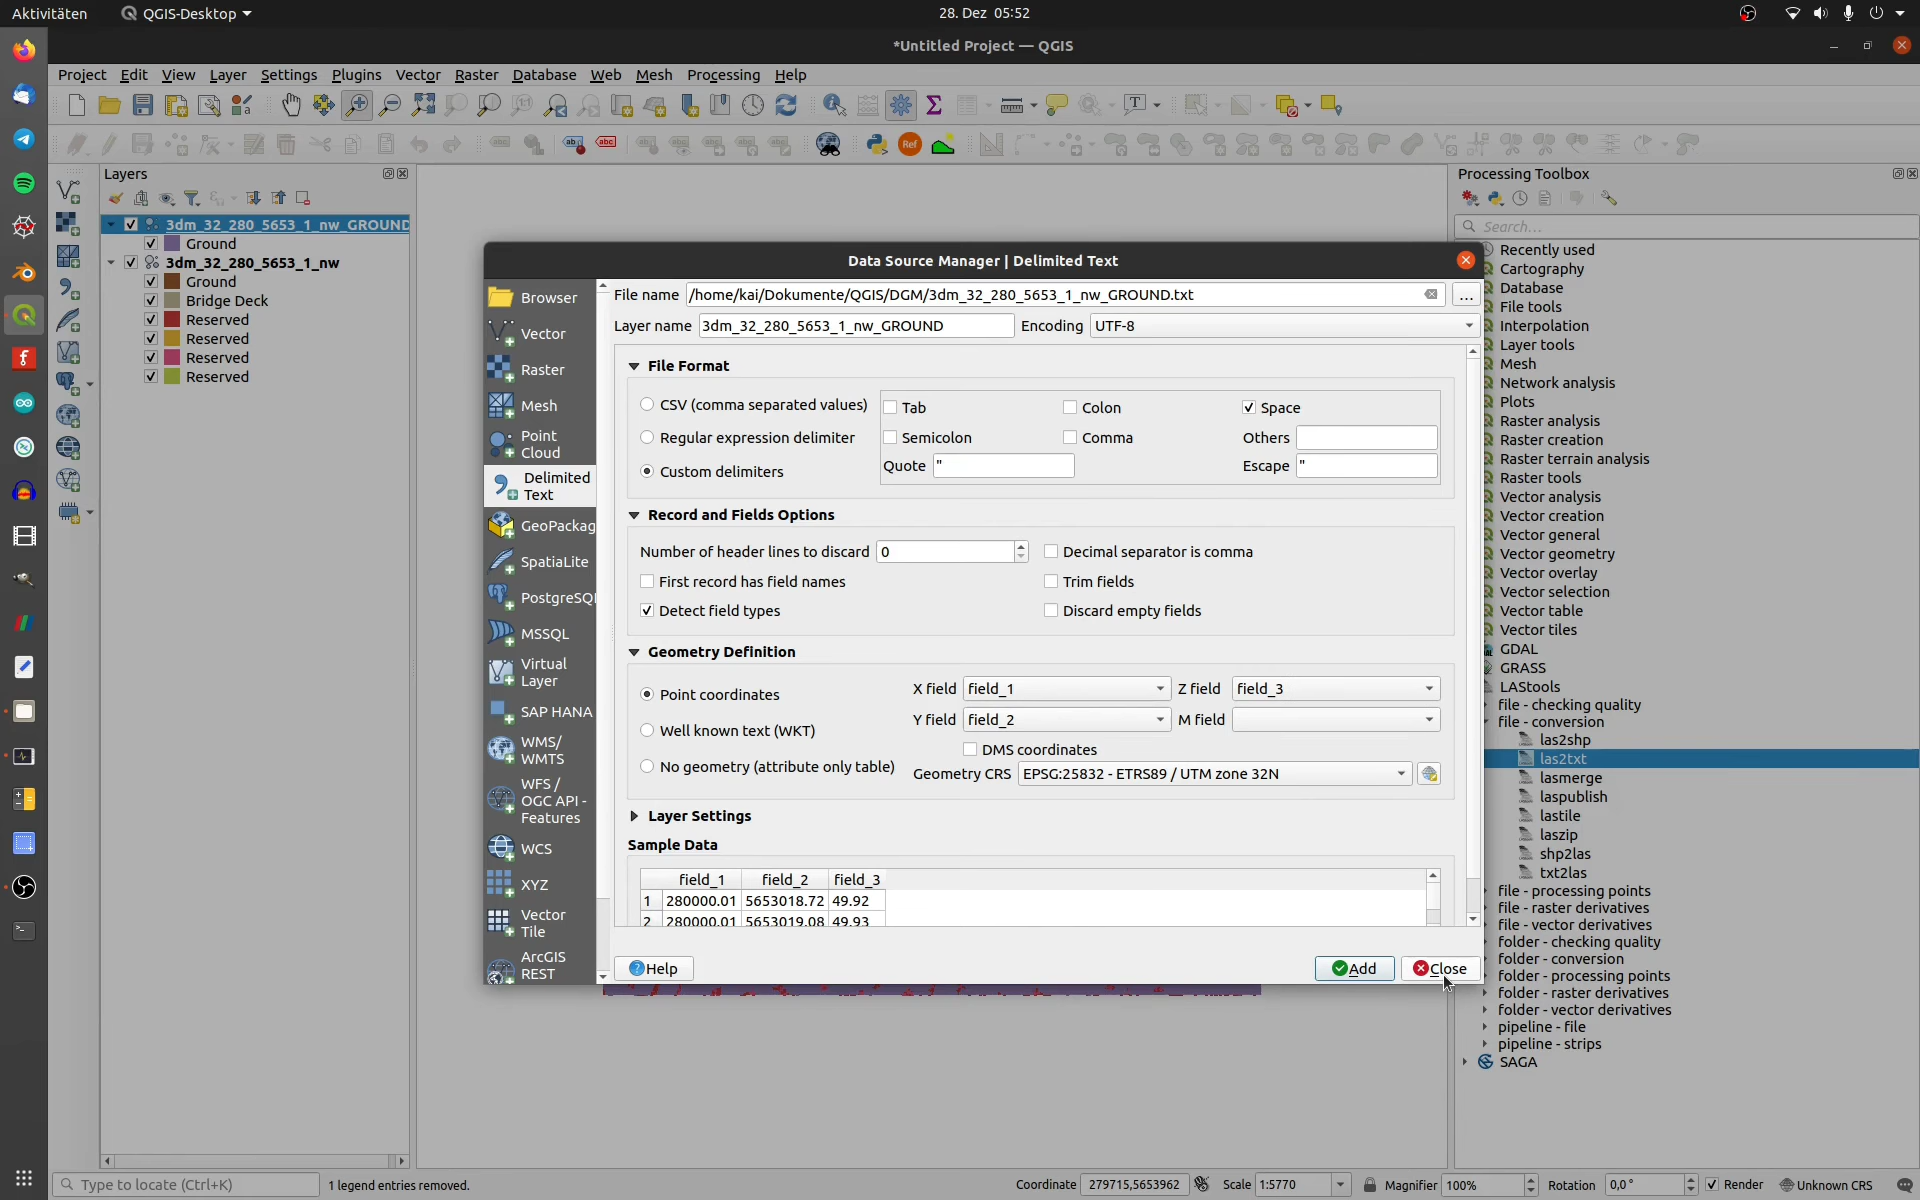 Aktivitäten
QGIS-Desktop
28. Dez 05:52
*Untitled Project — QGIS
Project Edit View Layer Settings Plugins Vector Raster Database Web Mesh Processing Help
Layers
3dm_32_280_5653_1_nw_GROUND
Ground
3dm_32_280_5653_1_nw
Ground
Bridge Deck
Reserved
Reserved
Reserved
Reserved
Data Source Manager | Delimited Text
Browser
Vector
Raster
Mesh
Point
Cloud
Delimited
Text
GeoPackag
SpatiaLite
PostgreSQ
MSSQL
Virtual
Layer
SAP HANA
WMS/
WMTS
WFS /
OGC API -
Features
WCS
XYZ
Vector
Tile
ArcGIS
REST
File name /home/kai/Dokumente/QGIS/DGM/3dm_32_280_5653_1_nw_GROUND.txt ...
Layer name 3dm_32_280_5653_1_nw_GROUND Encoding UTF-8
File Format
CSV (comma separated values) Tab Colon Space
Regular expression delimiter Semicolon Comma Others
Custom delimiters Quote " Escape "
Record and Fields Options
Number of header lines to discard 0 Decimal separator is comma
First record has field names Trim fields
Detect field types Discard empty fields
Geometry Definition
Point coordinates X field field_1 Z field field_3
Well known text (WKT) Y field field_2 M field
DMS coordinates
No geometry (attribute only table) Geometry CRS EPSG:25832 - ETRS89 / UTM zone 32N
Layer Settings
Sample Data
field_1 field_2 field_3
1 280000.01 5653018.72 49.92
2 280000.01 5653019.08 49.93
Help Add Close
Processing Toolbox
Search...
Recently used
Cartography
Database
File tools
Interpolation
Layer tools
Mesh
Network analysis
Plots
Raster analysis
Raster creation
Raster terrain analysis
Raster tools
Vector analysis
Vector creation
Vector general
Vector geometry
Vector overlay
Vector selection
Vector table
Vector tiles
GDAL
GRASS
LAStools
file - checking quality
file - conversion
las2shp
las2txt
lasmerge
laspublish
lastile
laszip
shp2las
txt2las
file - processing points
file - raster derivatives
file - vector derivatives
folder - checking quality
folder - conversion
folder - processing points
folder - raster derivatives
folder - vector derivatives
pipeline - file
pipeline - strips
SAGA
Type to locate (Ctrl+K) 1 legend entries removed. Coordinate 279715,5653962 Scale 1:5770 Magnifier 100% Rotation 0,0° Render Unknown CRS